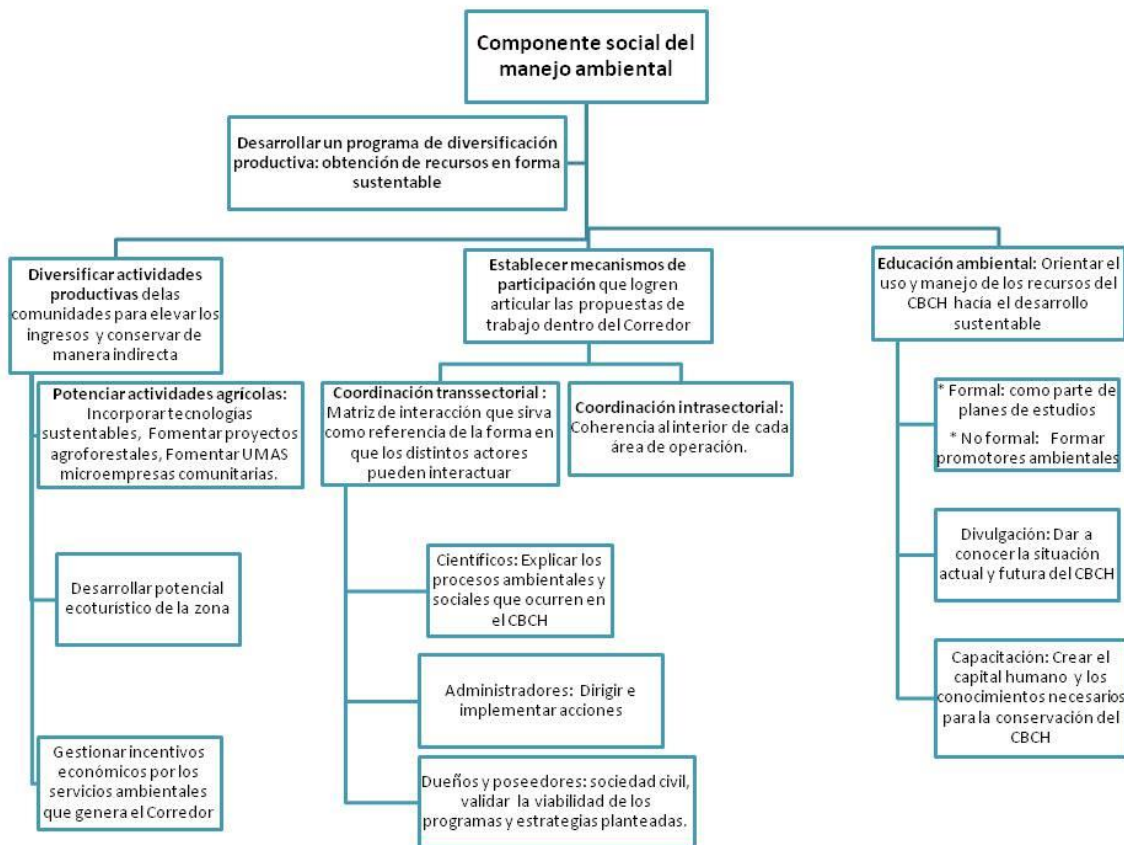 Componente social del
manejo ambiental
Desarrollar un programa de diversificación
productiva: obtención de recursos en forma
sustentable
Diversificar actividades
productivas delas
comunidades para elevar los
ingresos y conservar de
manera indirecta
Potenciar actividades agrícolas:
Incorporar tecnologías
sustentables, Fomentar proyectos
agroforestales, Fomentar UMAS
microempresas comunitarias.
Desarrollar potencial
ecoturístico de la zona
Gestionar incentivos
económicos por los
servicios ambientales
que genera el Corredor
Establecer mecanismos de
participación que logren
articular las propuestas de
trabajo dentro del Corredor
Coordinación transsectorial :
Matriz de interacción que sirva
como referencia de la forma en
que los distintos actores
pueden interactuar
Coordinación intrasectorial:
Coherencia al interior de cada
área de operación.
Científicos: Explicar los
procesos ambientales y
sociales que ocurren en
el CBCH
Administradores: Dirigir e
implementar acciones
Dueños y poseedores: sociedad civil,
validar la viabilidad de los
programas y estrategias planteadas.
Educación ambiental: Orientar el
uso y manejo de los recursos del
CBCH hacía el desarrollo
sustentable
* Formal: como parte de
planes de estudios
* No formal: Formar
promotores ambientales
Divulgación: Dar a
conocer la situación
actual y futura del CBCH
Capacitación: Crear el
capital humano y los
conocimientos necesarios
para la conservación del
CBCH